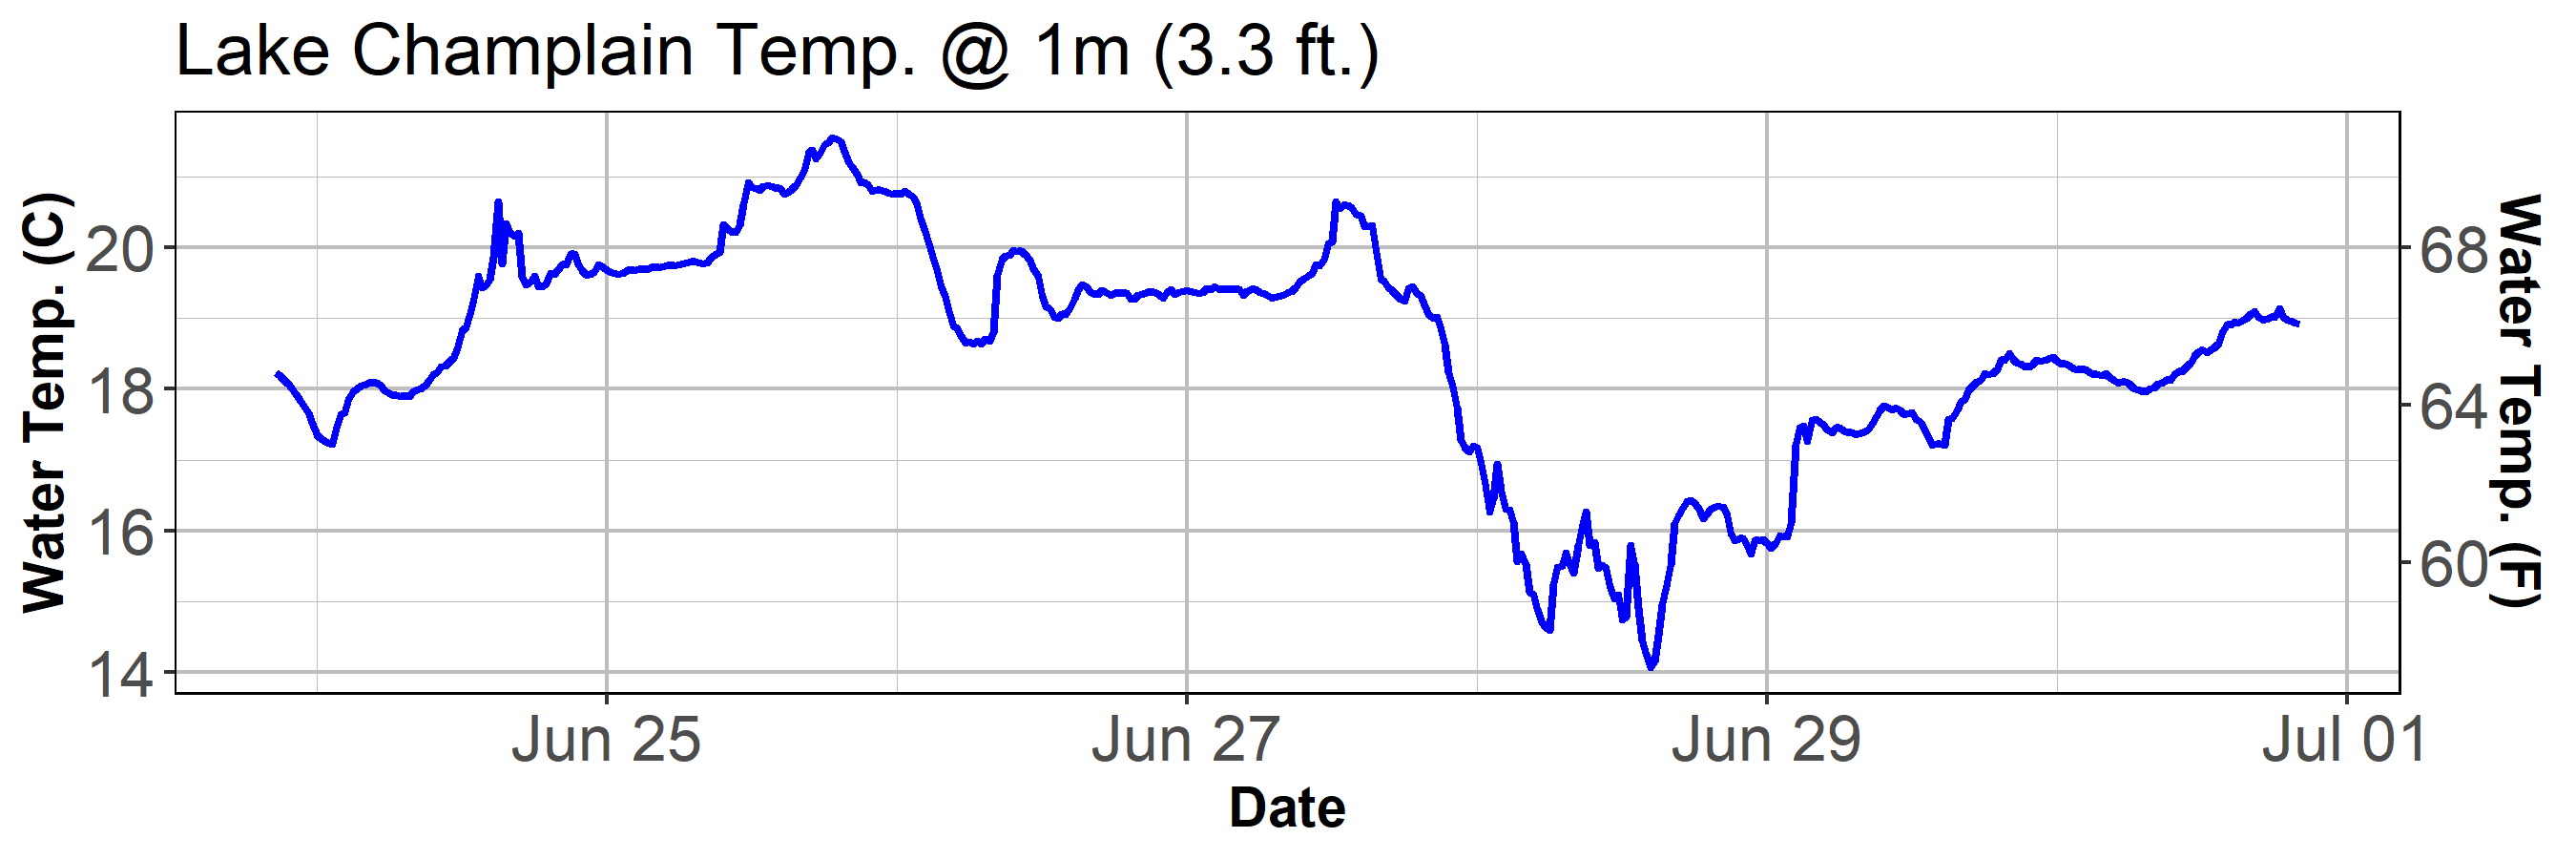 Lake Champlain Temp. @ 1m (3.3 ft.)
Water Temp. (C)
20
18
16
14
68
64
60
Water Temp. (F)
Jun 25
Jun 27
Jun 29
Jul 01
Date